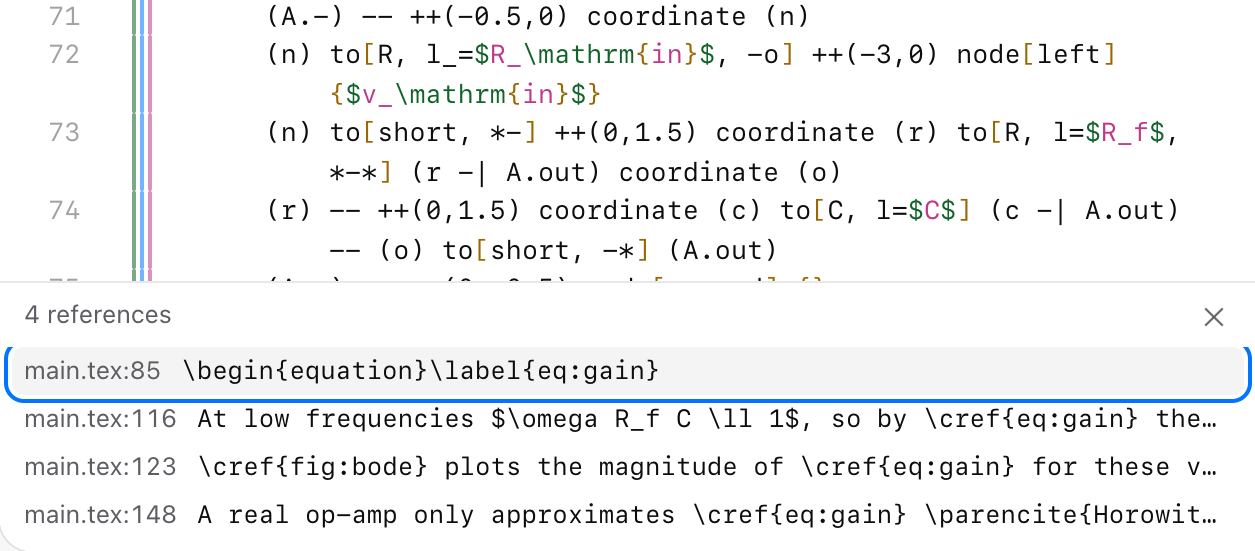 71 (A.-) -- ++(-0.5,0) coordinate (n)
72 (n) to[R, l_=$R_\mathrm{in}$, -o] ++(-3,0) node[left]
{$v_\mathrm{in}$}
73 (n) to[short, *-] ++(0,1.5) coordinate (r) to[R, l=$R_f$,
*-*] (r -| A.out) coordinate (o)
74 (r) -- ++(0,1.5) coordinate (c) to[C, l=$C$] (c -| A.out)
-- (o) to[short, -*] (A.out)
4 references
main.tex:85 \begin{equation}\label{eq:gain}
main.tex:116 At low frequencies $\omega R_f C \ll 1$, so by \cref{eq:gain} the…
main.tex:123 \cref{fig:bode} plots the magnitude of \cref{eq:gain} for these v…
main.tex:148 A real op-amp only approximates \cref{eq:gain} \parencite{Horowit…